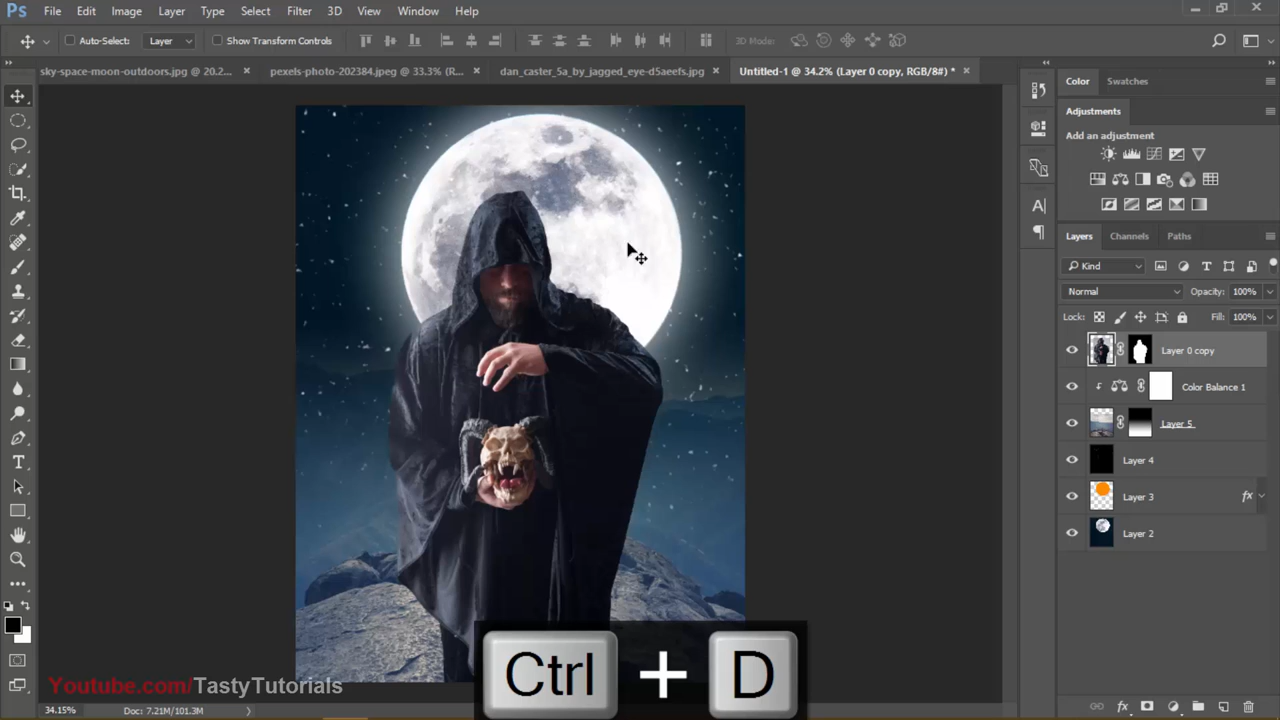 Ps File Edit Image Layer Type Select Filter 3D View Window Help
Auto-Select: Layer Show Transform Controls 3D Mode:
sky-space-moon-outdoors.jpg @ 20.2... × pexels-photo-202384.jpeg @ 33.3% (R... × dan_caster_5a_by_jagged_eye-d5aeefs.jpg × Untitled-1 @ 34.2% (Layer 0 copy, RGB/8#) * ×
Color Swatches
Adjustments
Add an adjustment
Layers Channels Paths
Kind
Normal Opacity: 100%
Lock: Fill: 100%
Layer 0 copy
Color Balance 1
Layer 5
Layer 4
Layer 3 fx
Layer 2
Ctrl + D
Youtube.com/TastyTutorials
34.15% Doc: 7.21M/101.3M